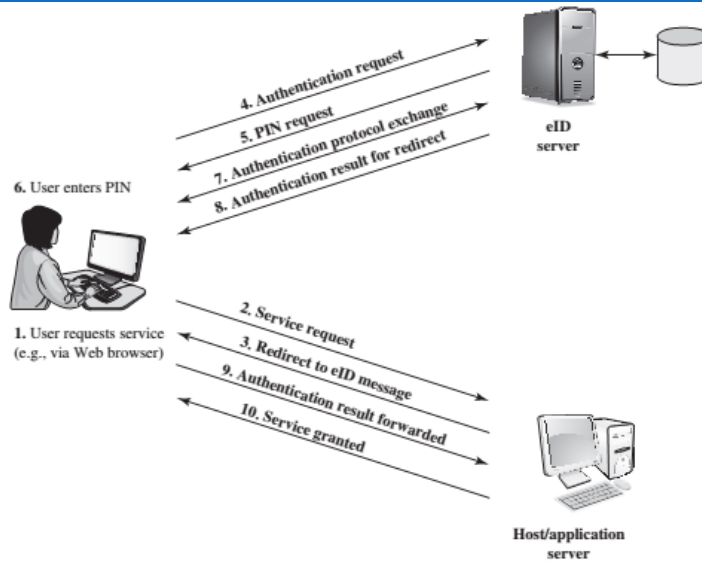 4. Authentication request
5. PIN request
7. Authentication protocol exchange
8. Authentication result for redirect
eID
server
6. User enters PIN
1. User requests service
(e.g., via Web browser)
2. Service request
3. Redirect to eID message
9. Authentication result forwarded
10. Service granted
Host/application
server